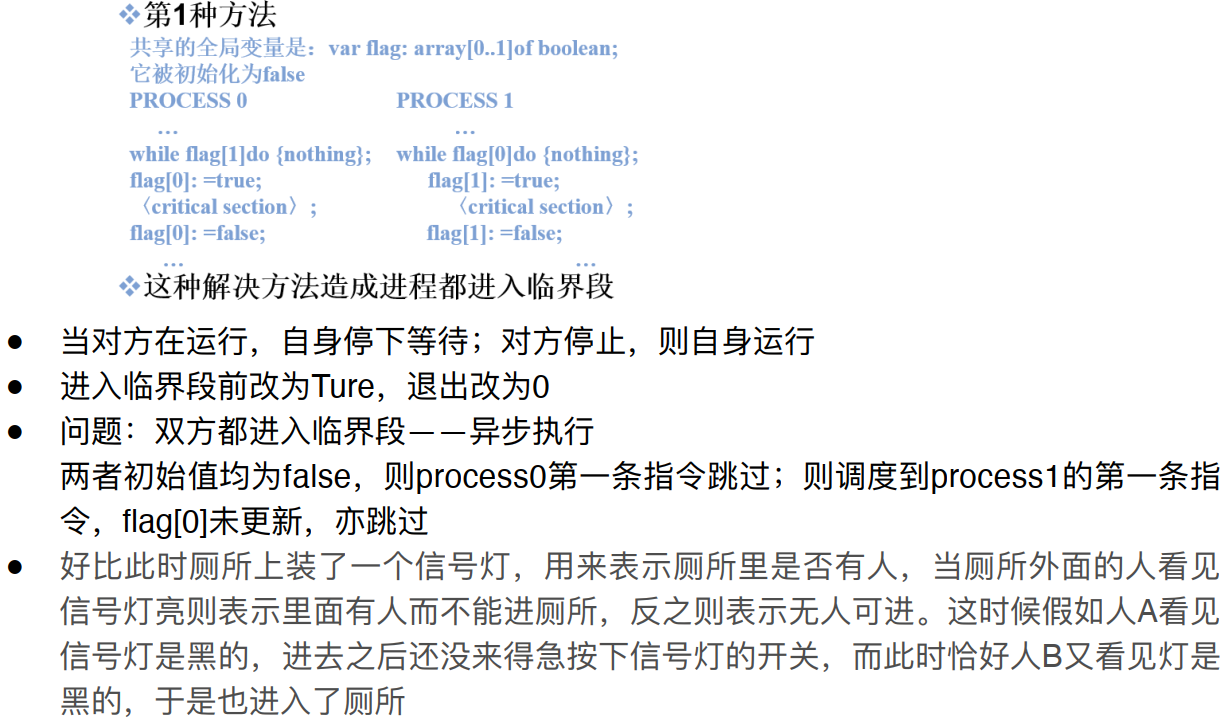 ❖第1种方法
共享的全局变量是：var flag: array[0..1]of boolean;
它被初始化为false
PROCESS 0 PROCESS 1
… …
while flag[1]do {nothing}; while flag[0]do {nothing};
flag[0]: =true; flag[1]: =true;
〈critical section〉; 〈critical section〉;
flag[0]: =false; flag[1]: =false;
… …
❖这种解决方法造成进程都进入临界段
● 当对方在运行，自身停下等待；对方停止，则自身运行
● 进入临界段前改为Ture，退出改为0
● 问题：双方都进入临界段——异步执行
两者初始值均为false，则process0第一条指令跳过；则调度到process1的第一条指
令，flag[0]未更新，亦跳过
● 好比此时厕所上装了一个信号灯，用来表示厕所里是否有人，当厕所外面的人看见
信号灯亮则表示里面有人而不能进厕所，反之则表示无人可进。这时候假如人A看见
信号灯是黑的，进去之后还没来得急按下信号灯的开关，而此时恰好人B又看见灯是
黑的，于是也进入了厕所